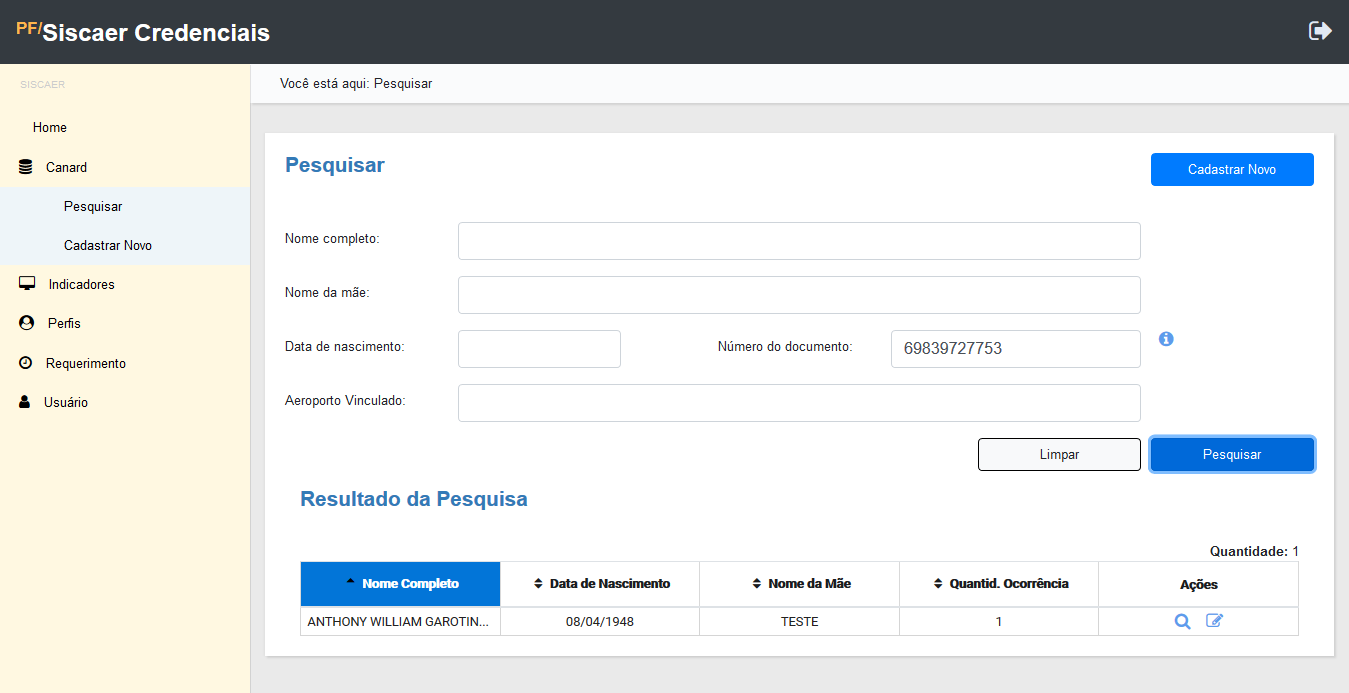 PF/Siscaer Credenciais
SISCAER
Você está aqui: Pesquisar
Home
Canard
Pesquisar
Cadastrar Novo
Indicadores
Perfis
Requerimento
Usuário
Pesquisar
Cadastrar Novo
Nome completo:
Nome da mãe:
Data de nascimento:
Número do documento: 69839727753
Aeroporto Vinculado:
Limpar Pesquisar
Resultado da Pesquisa
Quantidade: 1
Nome Completo Data de Nascimento Nome da Mãe Quantid. Ocorrência Ações
ANTHONY WILLIAM GAROTIN... 08/04/1948 TESTE 1